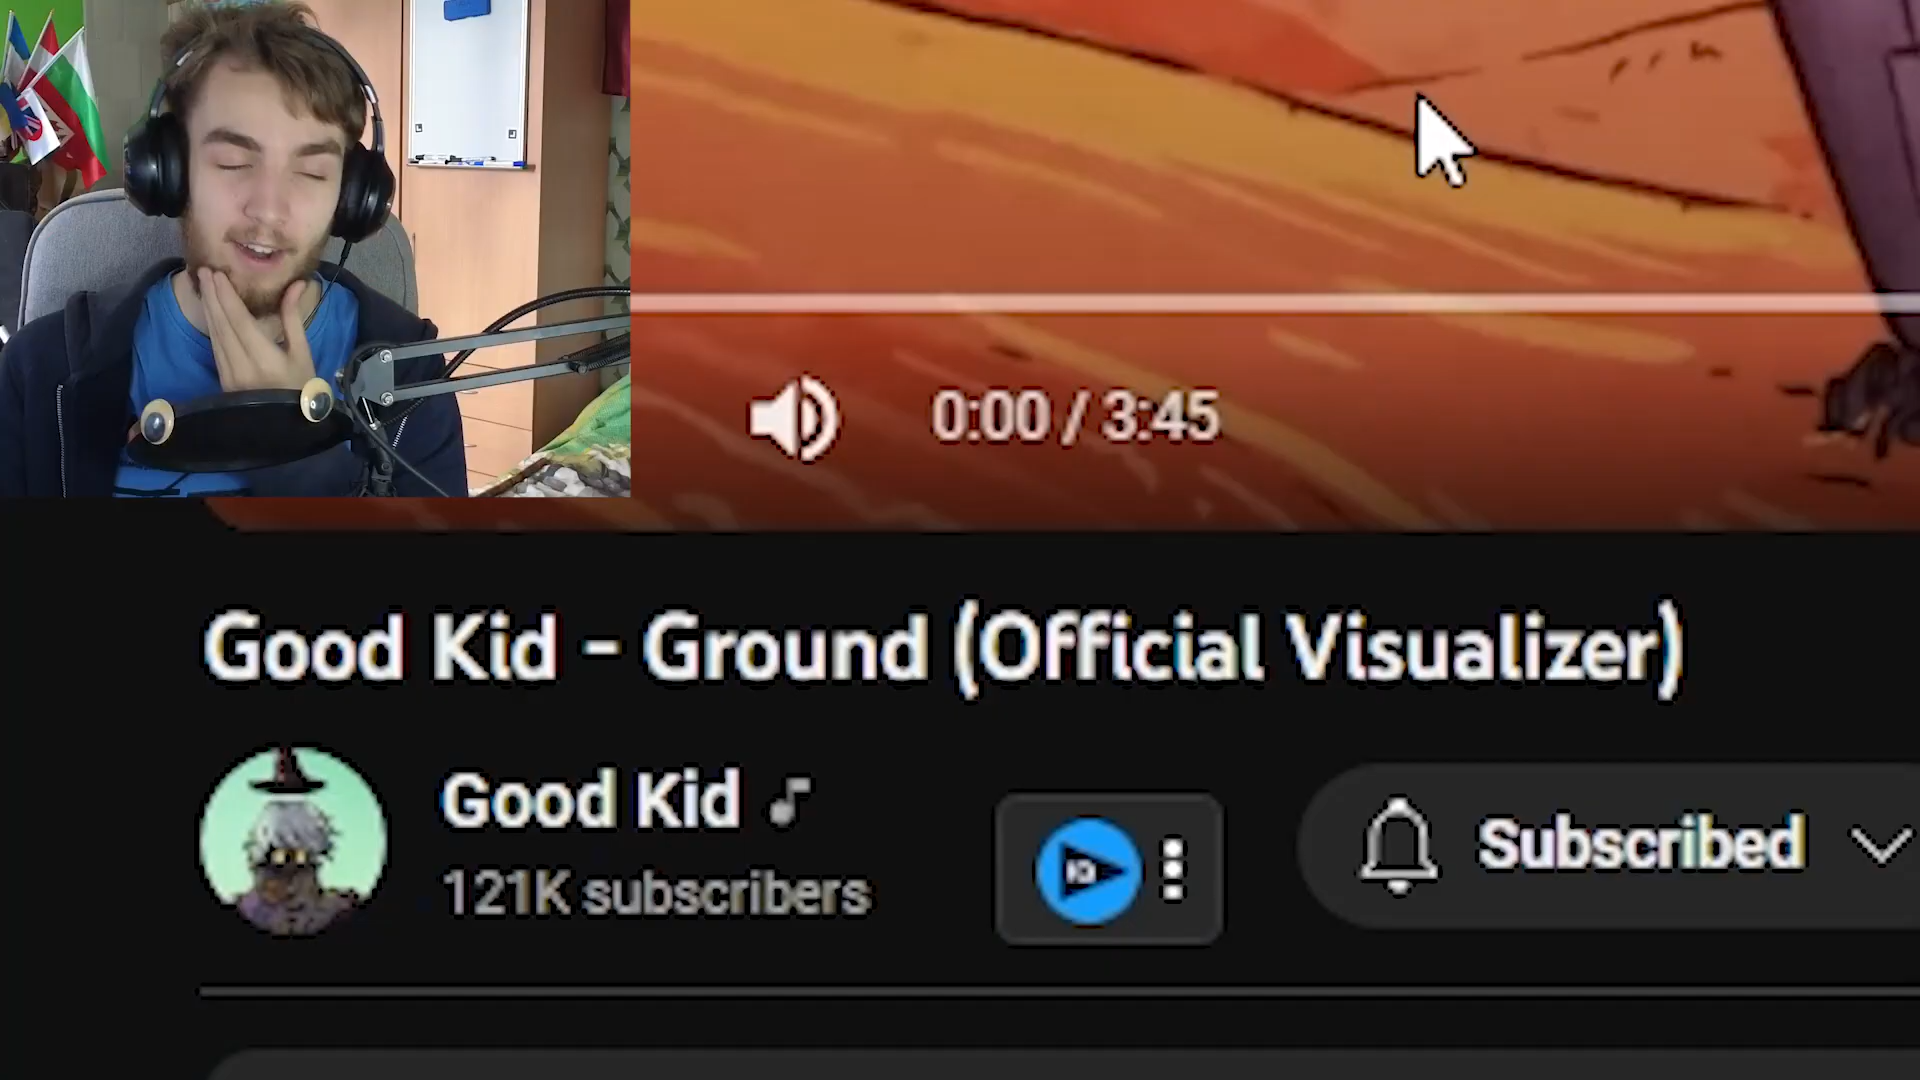 0:00 / 3:45
Good Kid - Ground (Official Visualizer)
Good Kid
121K subscribers
Subscribed